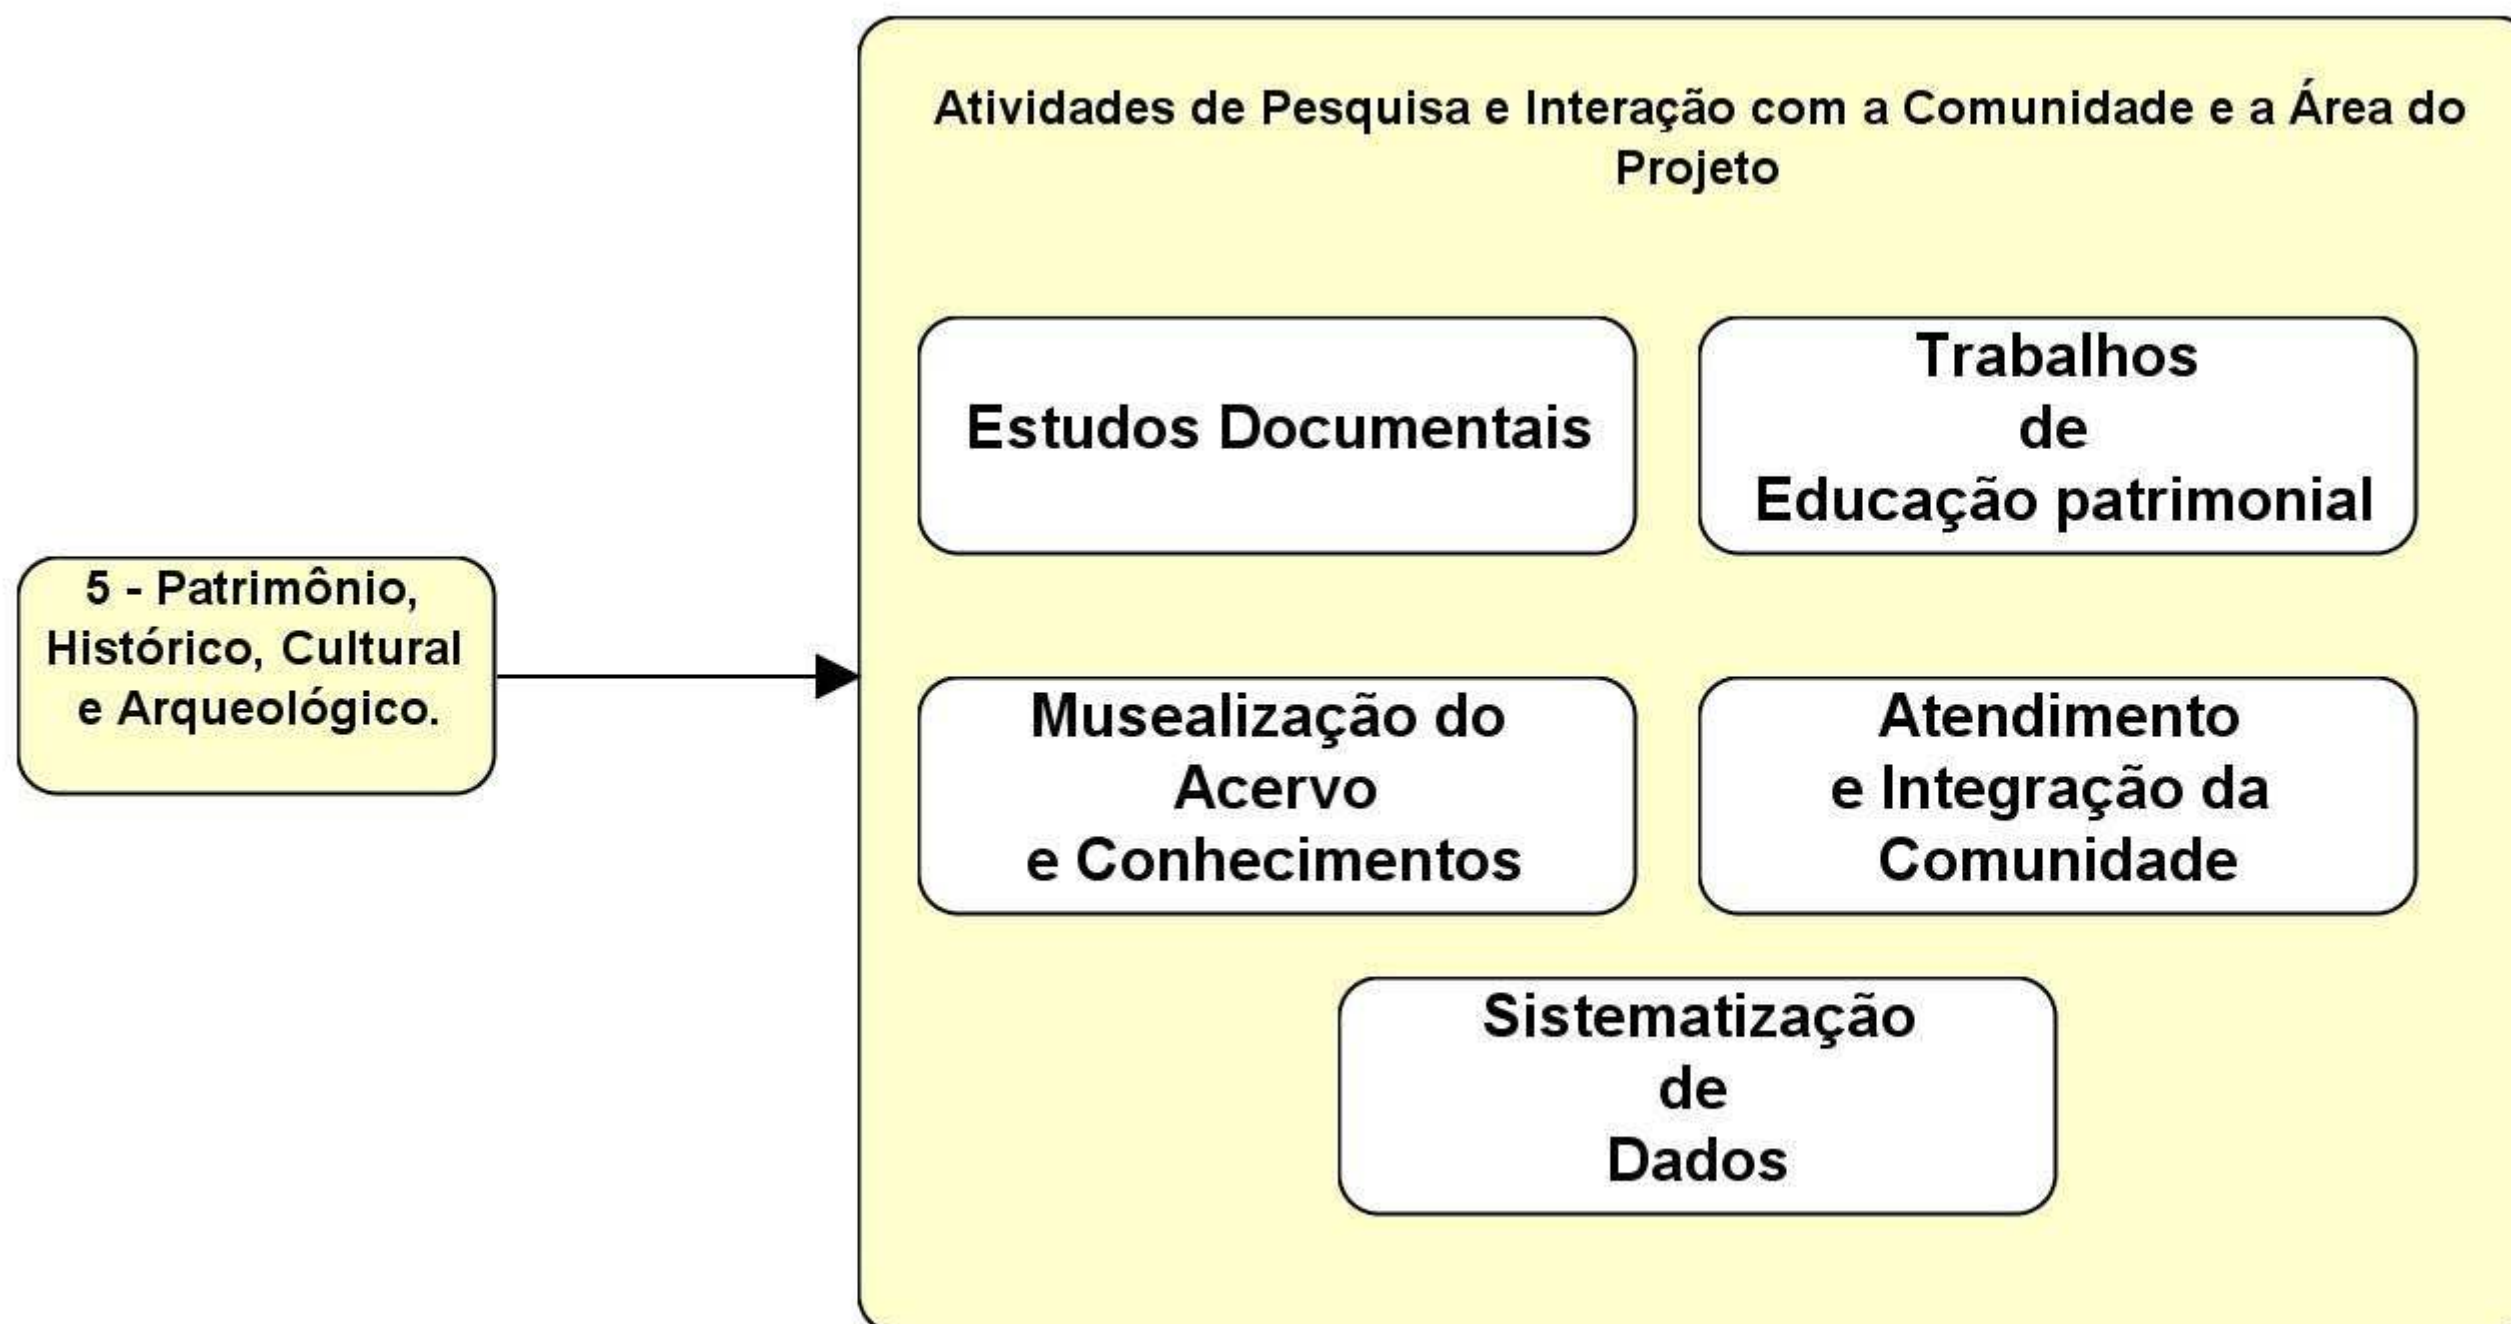 Atividades de Pesquisa e Interação com a Comunidade e a Área do
Projeto
Estudos Documentais
Trabalhos
de
Educação patrimonial
5 - Patrimônio,
Histórico, Cultural
e Arqueológico.
Musealização do
Acervo
e Conhecimentos
Atendimento
e Integração da
Comunidade
Sistematização
de
Dados